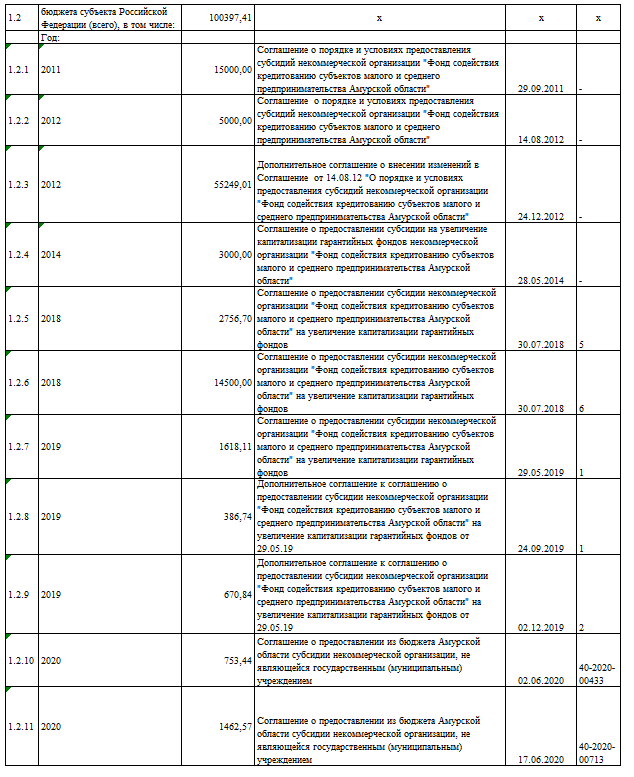 1.2
бюджета субъекта Российской
Федерации (всего), в том числе:
100397,41
х
х
х
Год:
1.2.1
2011
15000,00
Соглашение о порядке и условиях предоставления
субсидий некоммерческой организации "Фонд содействия
кредитованию субъектов малого и среднего
предпринимательства Амурской области"
29.09.2011
-
1.2.2
2012
5000,00
Соглашение о порядке и условиях предоставления
субсидий некоммерческой организации "Фонд содействия
кредитованию субъектов малого и среднего
предпринимательства Амурской области"
14.08.2012
-
1.2.3
2012
55249,01
Дополнительное соглашение о внесении изменений в
Соглашение от 14.08.12 "О порядке и условиях
предоставления субсидий некоммерческой организации
"Фонд содействия кредитованию субъектов малого и
среднего предпринимательства Амурской области"
24.12.2012
-
1.2.4
2014
3000,00
Соглашение о предоставлении субсидии на увеличение
капитализации гарантийных фондов некоммерческой
организации "Фонд содействия кредитованию субъектов
малого и среднего предпринимательства Амурской
области"
28.05.2014
-
1.2.5
2018
2756,70
Соглашение о предоставлении субсидии некоммерческой
организации "Фонд содействия кредитованию субъектов
малого и среднего предпринимательства Амурской
области" на увеличение капитализации гарантийных
фондов
30.07.2018
5
1.2.6
2018
14500,00
Соглашение о предоставлении субсидии некоммерческой
организации "Фонд содействия кредитованию субъектов
малого и среднего предпринимательства Амурской
области" на увеличение капитализации гарантийных
фондов
30.07.2018
6
1.2.7
2019
1618,11
Соглашение о предоставлении субсидии некоммерческой
организации "Фонд содействия кредитованию субъектов
малого и среднего предпринимательства Амурской
области" на увеличение капитализации гарантийных
фондов
29.05.2019
1
1.2.8
2019
386,74
Дополнительное соглашение к соглашению о
предоставлении субсидии некоммерческой организации
"Фонд содействия кредитованию субъектов малого и
среднего предпринимательства Амурской области" на
увеличение капитализации гарантийных фондов от
29.05.19
24.09.2019
1
1.2.9
2019
670,84
Дополнительное соглашение к соглашению о
предоставлении субсидии некоммерческой организации
"Фонд содействия кредитованию субъектов малого и
среднего предпринимательства Амурской области" на
увеличение капитализации гарантийных фондов от
29.05.19
02.12.2019
2
1.2.10
2020
753,44
Соглашение о предоставлении из бюджета Амурской
области субсидии некоммерческой организации, не
являющейся государственным (муниципальным)
учреждением
02.06.2020
40-2020-
00433
1.2.11
2020
1462,57
Соглашение о предоставлении из бюджета Амурской
области субсидии некоммерческой организации, не
являющейся государственным (муниципальным)
учреждением
17.06.2020
40-2020-
00713